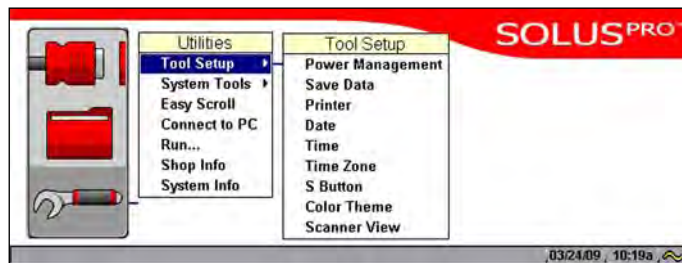 SOLUSPRO
Utilities
Tool Setup
System Tools
Easy Scroll
Connect to PC
Run...
Shop Info
System Info
Tool Setup
Power Management
Save Data
Printer
Date
Time
Time Zone
S Button
Color Theme
Scanner View
03/24/09 10:19a